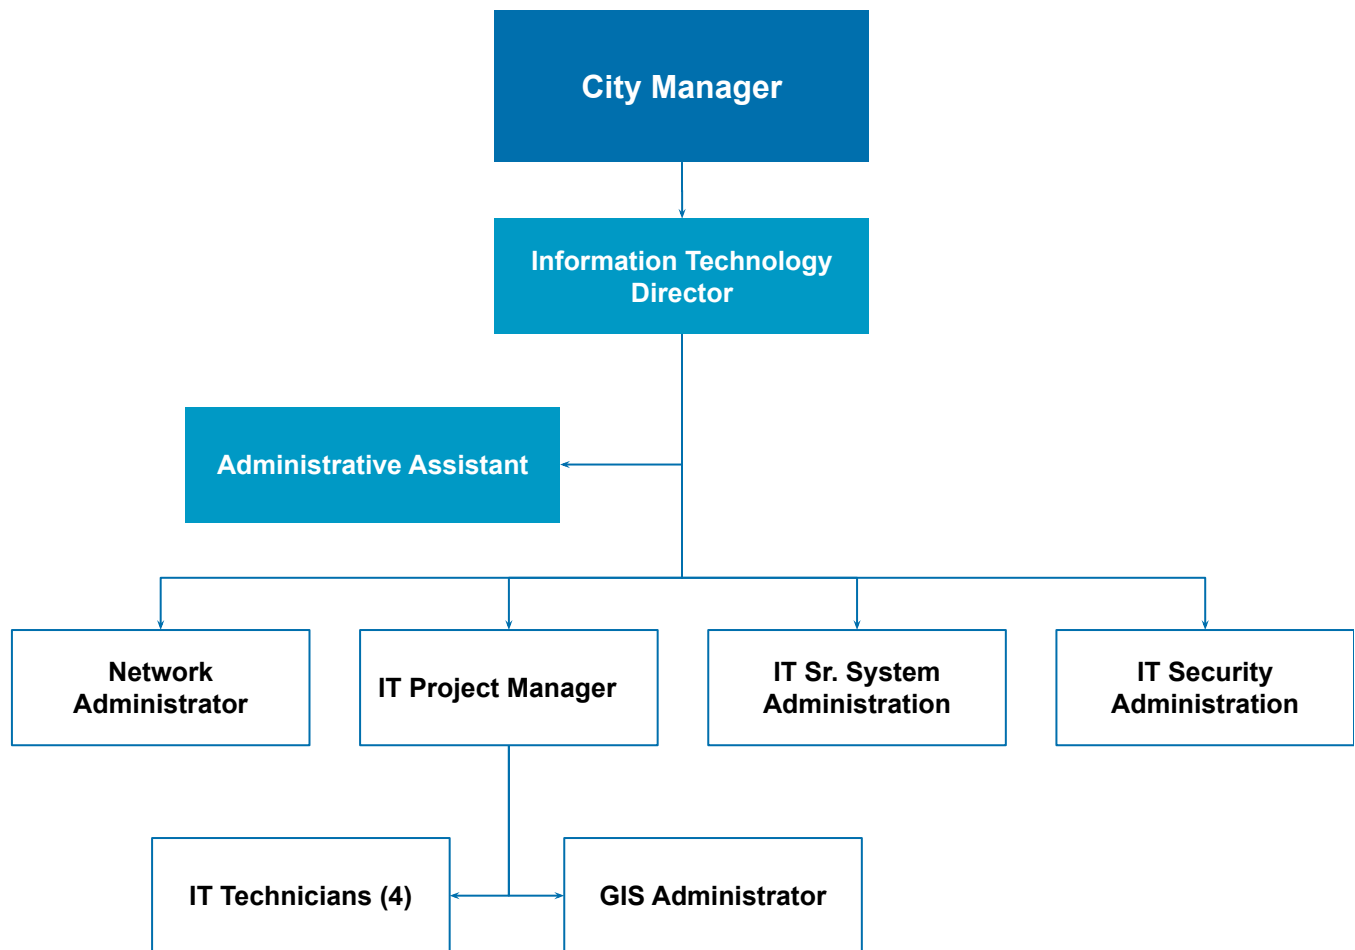 City Manager
Information Technology
Director
Administrative Assistant
Network
Administrator
IT Project Manager
IT Sr. System
Administration
IT Security
Administration
IT Technicians (4)
GIS Administrator